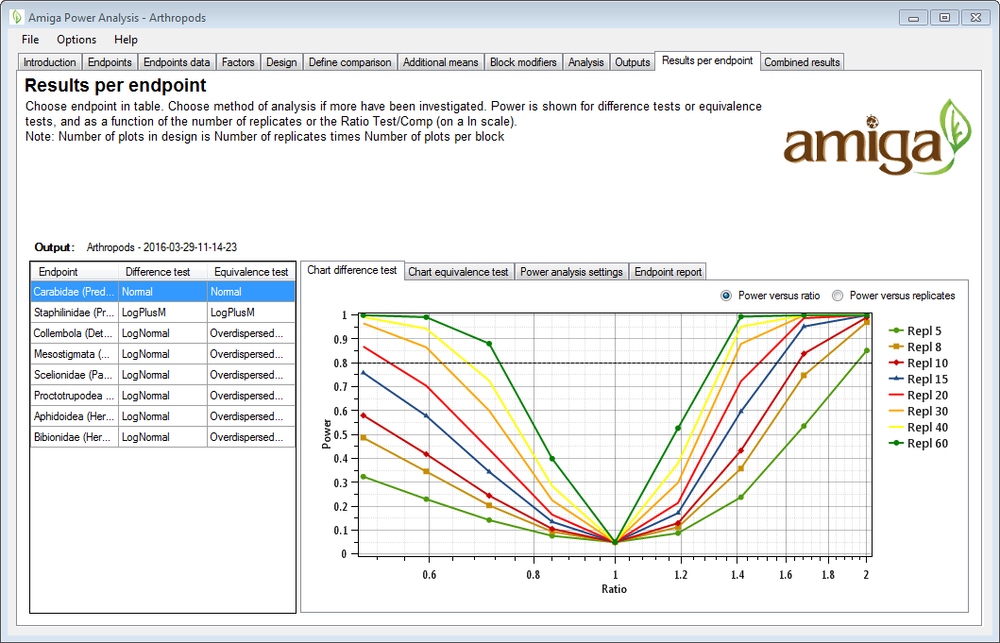 Amiga Power Analysis - Arthropods
File Options Help
Introduction Endpoints Endpoints data Factors Design Define comparison Additional means Block modifiers Analysis Outputs Results per endpoint Combined results
Results per endpoint
Choose endpoint in table. Choose method of analysis if more have been investigated. Power is shown for difference tests or equivalence
tests, and as a function of the number of replicates or the Ratio Test/Comp (on a ln scale).
Note: Number of plots in design is Number of replicates times Number of plots per block
amiga
Output: Arthropods - 2016-03-29-11-14-23
Endpoint Difference test Equivalence test
Carabidae (Pred... Normal Normal
Staphilinidae (Pr... LogPlusM LogPlusM
Collembola (Det... LogNormal Overdispersed...
Mesostigmata (... LogNormal Overdispersed...
Scelionidae (Pa... LogNormal Overdispersed...
Proctotrupodea ... LogNormal Overdispersed...
Aphidoidea (Her... LogNormal Overdispersed...
Bibionidae (Her... LogNormal Overdispersed...
Chart difference test Chart equivalence test Power analysis settings Endpoint report
Power versus ratio Power versus replicates
1
0.9
0.8
0.7
0.6
0.5
0.4
0.3
0.2
0.1
0
Power
0.6 0.8 1 1.2 1.4 1.6 1.8 2
Ratio
Repl 5
Repl 8
Repl 10
Repl 15
Repl 20
Repl 30
Repl 40
Repl 60